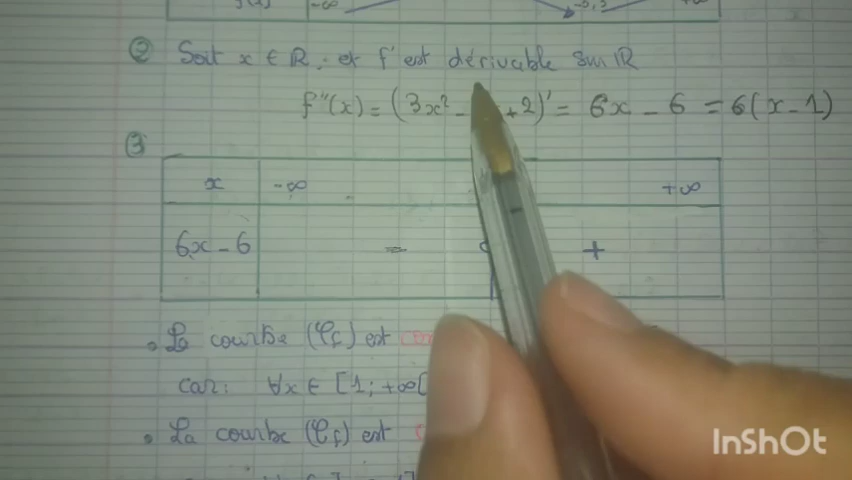 -∞ +∞
② Soit x ∈ ℝ. et f' est dérivable sur ℝ
f''(x) = (3x² - + 2)' = 6x - 6 = 6(x - 1)
③
x -∞ +∞
6x - 6 - +
• La courbe (𝒞f) est
car: ∀x ∈ [1; +∞[
• La courbe (𝒞f) est
InShOt